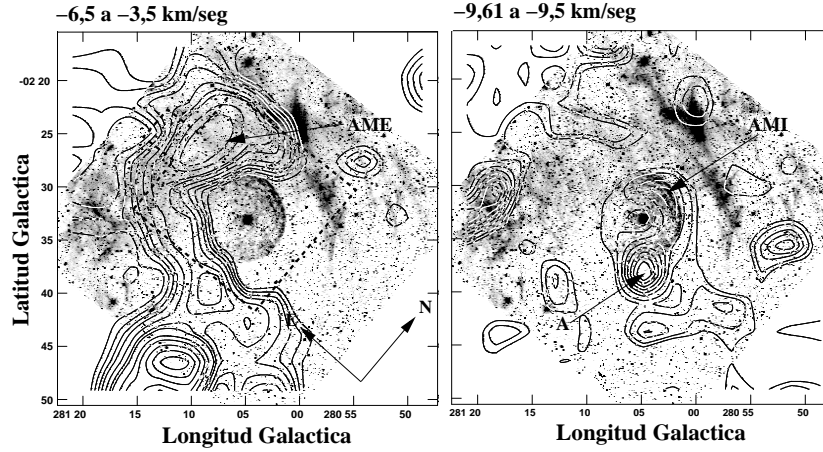 −6,5 a −3,5 km/seg
−9,61 a −9,5 km/seg
-02 20
25
30
35
40
45
50
Latitud Galactica
AME
E
N
281 20
15
10
05
00
280 55
50
Longitud Galactica
AMI
A
281 20
15
10
05
00
280 55
50
Longitud Galactica